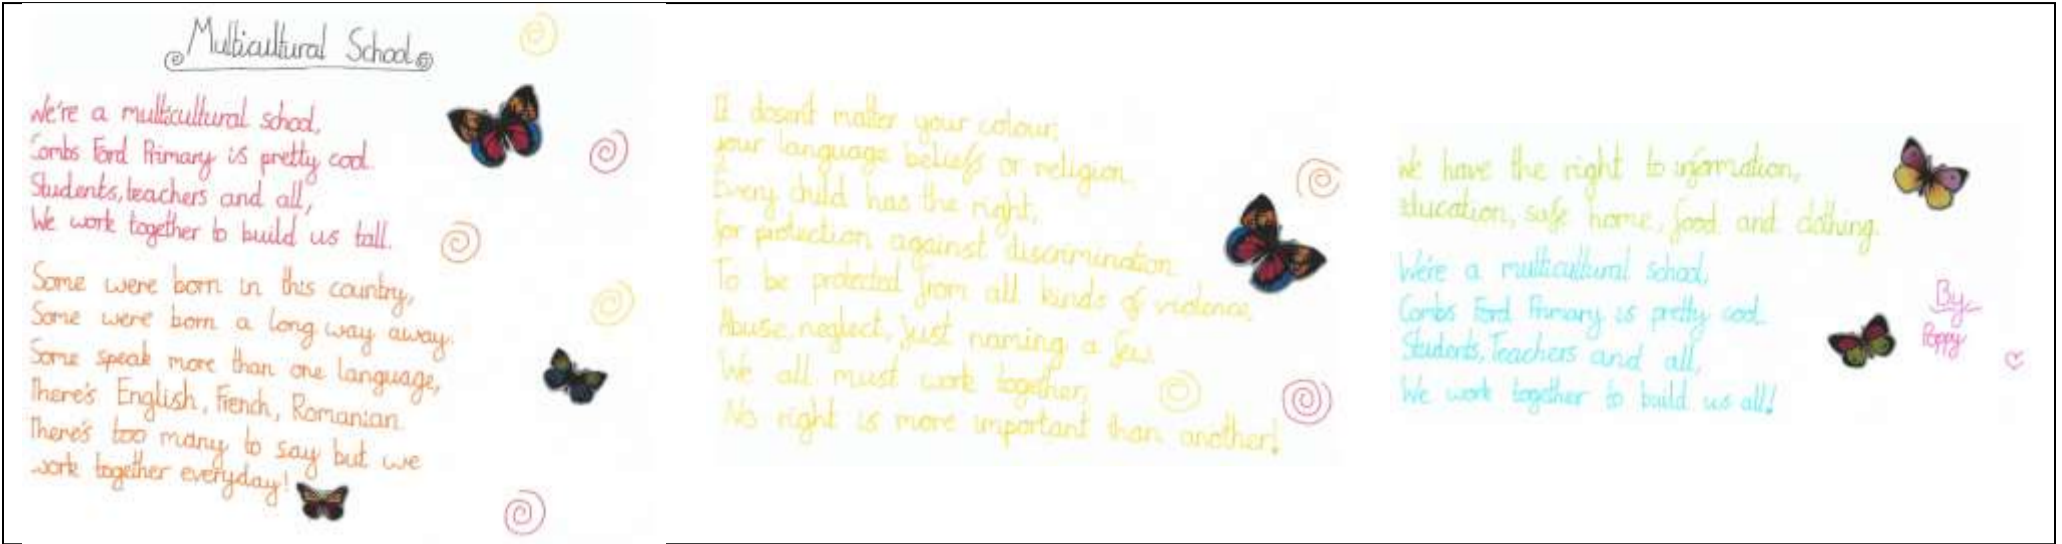 Multicultural School
We're a multicultural school,
Combs Ford Primary is pretty cool.
Students, teachers and all,
We work together to build us tall.
Some were born in this country,
Some were born a long way away.
Some speak more than one language,
There's English, French, Romanian.
There's too many to say but we
work together everyday!
It dosen't matter your colour,
your language beliefs or religion.
Every child has the right,
for protection against discrimination.
To be protected from all kinds of violence,
Abuse, neglect, just naming a few.
We all must work together,
No right is more important than another!
We have the right to information,
education, safe home, food and clothing.
We're a multicultural school,
Combs Ford Primary is pretty cool.
Students, Teachers and all,
We work together to build us all!
By
Poppy